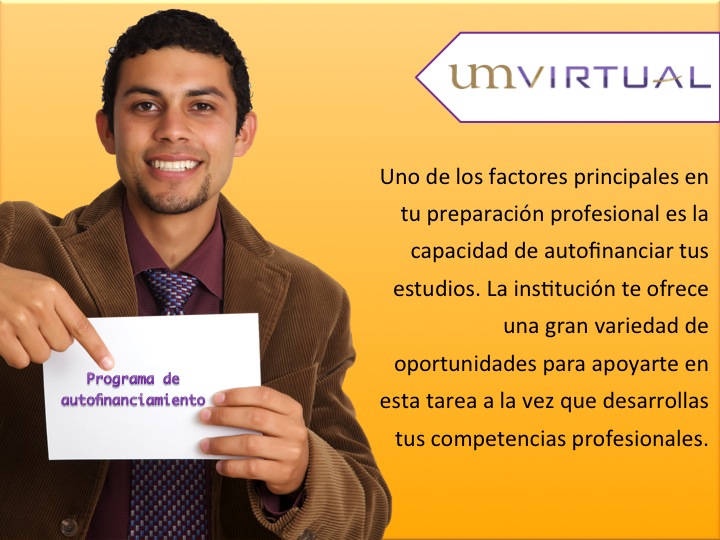 umVIRTUAL
Uno de los factores principales en
tu preparación profesional es la
capacidad de autofinanciar tus
estudios. La institución te ofrece
una gran variedad de
oportunidades para apoyarte en
esta tarea a la vez que desarrollas
tus competencias profesionales.
Programa de
autofinanciamiento